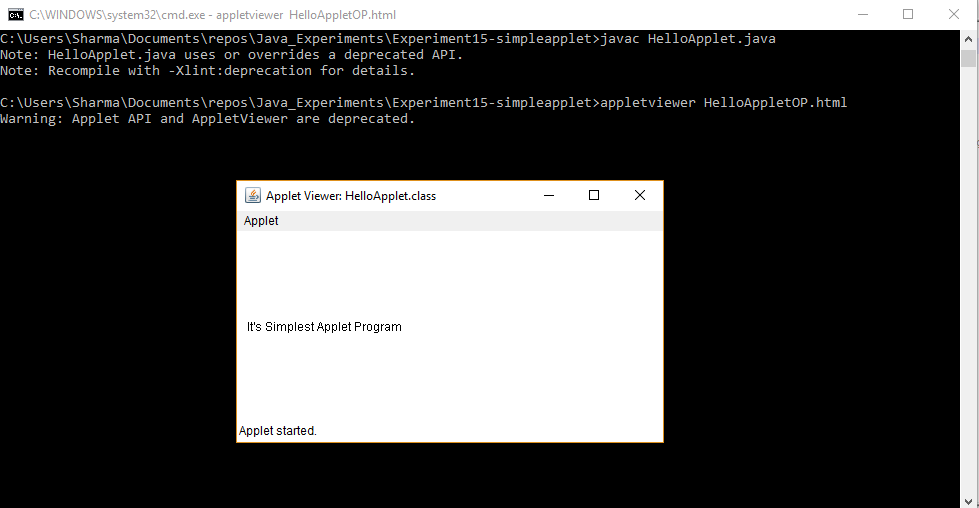 C:\WINDOWS\system32\cmd.exe - appletviewer  HelloAppletOP.html
C:\Users\Sharma\Documents\repos\Java_Experiments\Experiment15-simpleapplet>javac HelloApplet.java
Note: HelloApplet.java uses or overrides a deprecated API.
Note: Recompile with -Xlint:deprecation for details.
C:\Users\Sharma\Documents\repos\Java_Experiments\Experiment15-simpleapplet>appletviewer HelloAppletOP.html
Warning: Applet API and AppletViewer are deprecated.
Applet Viewer: HelloApplet.class
Applet
It's Simplest Applet Program
Applet started.